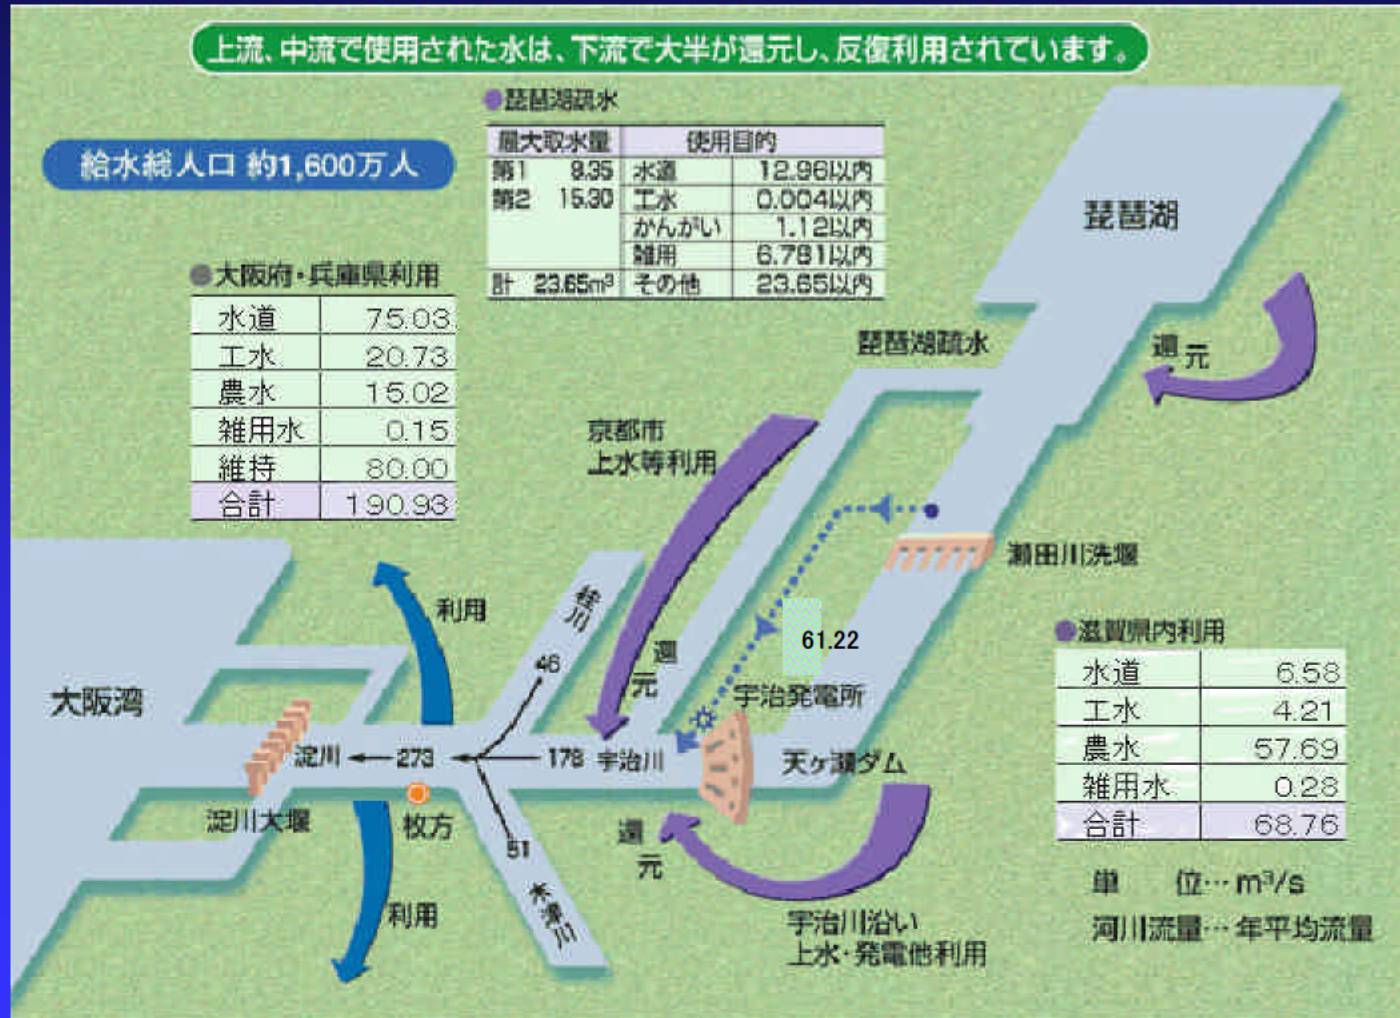 上流、中流で使用された水は、下流で大半が還元し、反復利用されています。
給水総人口 約1,600万人
●琵琶湖疏水
最大取水量 使用目的
第1 8.35 水道 12.96以内
第2 15.30 工水 0.004以内
かんがい 1.12以内
雑用 6.781以内
計 23.65m³ その他 23.65以内
●大阪府・兵庫県利用
水道 75.03
工水 20.73
農水 15.02
雑用水 0.15
維持 80.00
合計 190.93
琵琶湖
琵琶湖疏水
還元
京都市
上水等利用
瀬田川洗堰
61.22
利用
桂川
46
還元
宇治発電所
大阪湾
淀川
273
178
宇治川
天ヶ瀬ダム
淀川大堰
枚方
51
木津川
還元
利用
宇治川沿い
上水・発電他利用
●滋賀県内利用
水道 6.58
工水 4.21
農水 57.69
雑用水 0.28
合計 68.76
単 位…m³/s
河川流量…年平均流量